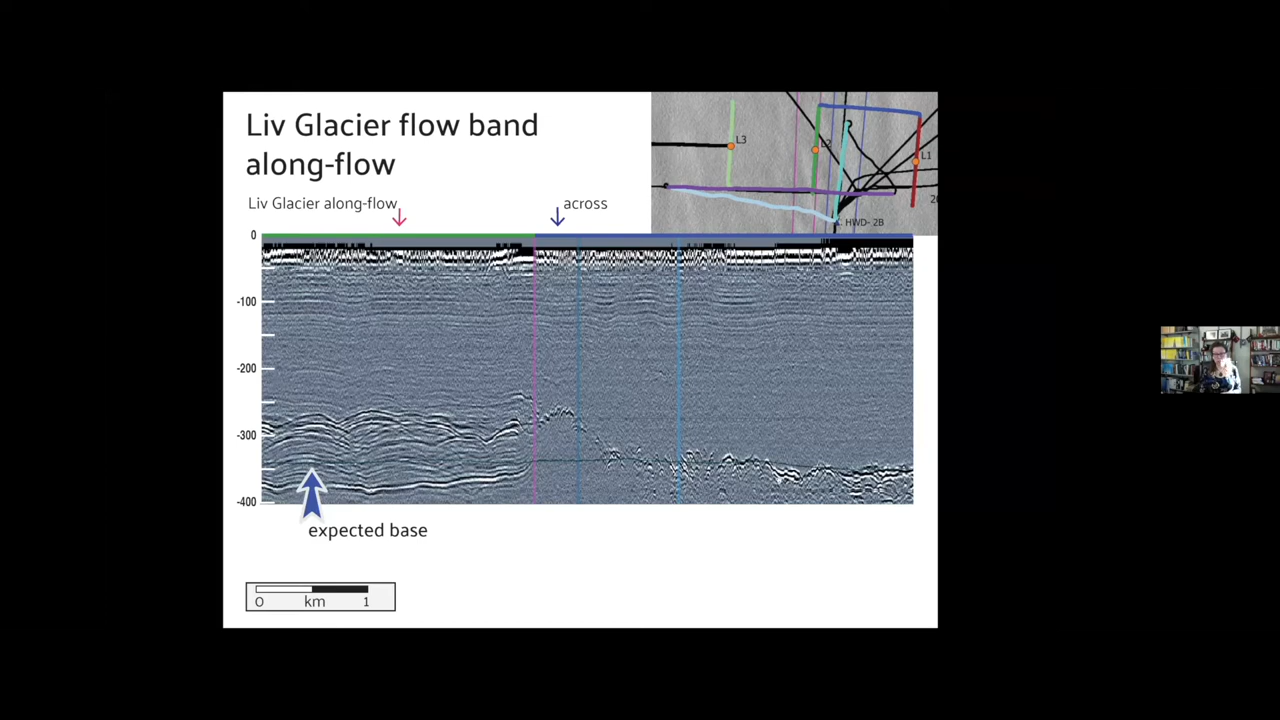 Liv Glacier flow band
along-flow
Liv Glacier along-flow
across
L3
L2
L1
HWD- 2B
0
-100
-200
-300
-400
expected base
0 km 1